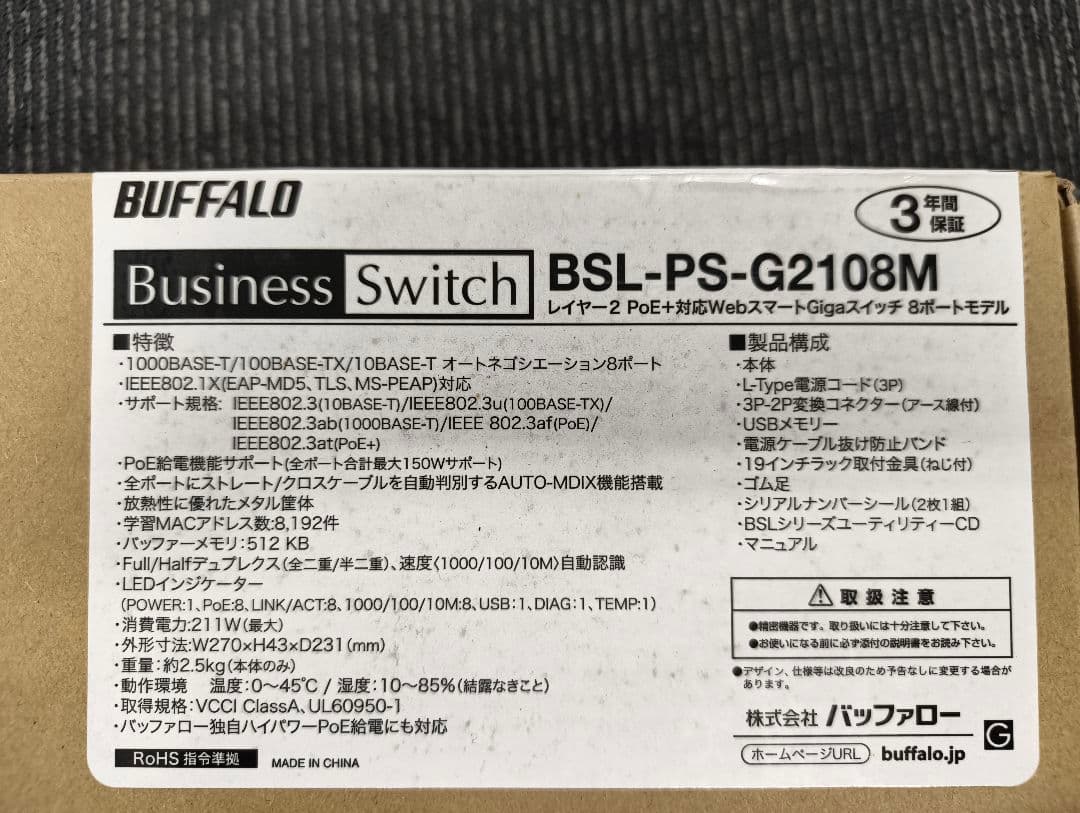 BUFFALO
3年間保証
Business Switch
BSL-PS-G2108M
レイヤー2 PoE+対応WebスマートGigaスイッチ 8ポートモデル
■特徴
・1000BASE-T/100BASE-TX/10BASE-T オートネゴシエーション8ポート
・IEEE802.1X(EAP-MD5、TLS、MS-PEAP)対応
・サポート規格: IEEE802.3(10BASE-T)/IEEE802.3u(100BASE-TX)/
IEEE802.3ab(1000BASE-T)/IEEE 802.3af(PoE)/
IEEE802.3at(PoE+)
・PoE給電機能サポート(全ポート合計最大150Wサポート)
・全ポートにストレート/クロスケーブルを自動判別するAUTO-MDIX機能搭載
・放熱性に優れたメタル筐体
・学習MACアドレス数:8,192件
・バッファーメモリ:512 KB
・Full/Halfデュプレクス(全二重/半二重)、速度〈1000/100/10M〉自動認識
・LEDインジケーター
(POWER:1、PoE:8、LINK/ACT:8、1000/100/10M:8、USB:1、DIAG:1、TEMP:1)
・消費電力:211W(最大)
・外形寸法:W270×H43×D231(mm)
・重量:約2.5kg(本体のみ)
・動作環境 温度:0～45℃ / 湿度:10～85%(結露なきこと)
・取得規格:VCCI ClassA、UL60950-1
・バッファロー独自ハイパワーPoE給電にも対応
RoHS 指令準拠 MADE IN CHINA
■製品構成
・本体
・L-Type電源コード(3P)
・3P-2P変換コネクター(アース線付)
・USBメモリー
・電源ケーブル抜け防止バンド
・19インチラック取付金具(ねじ付)
・ゴム足
・シリアルナンバーシール(2枚1組)
・BSLシリーズユーティリティーCD
・マニュアル
⚠取扱注意
●精密機器です。取り扱いには十分注意して下さい。
●お使いになる前に必ず添付の説明書をお読み下さい。
●デザイン、仕様等は改良のため予告なしに変更する場合が
あります。
株式会社 バッファロー
ホームページURL buffalo.jp
G